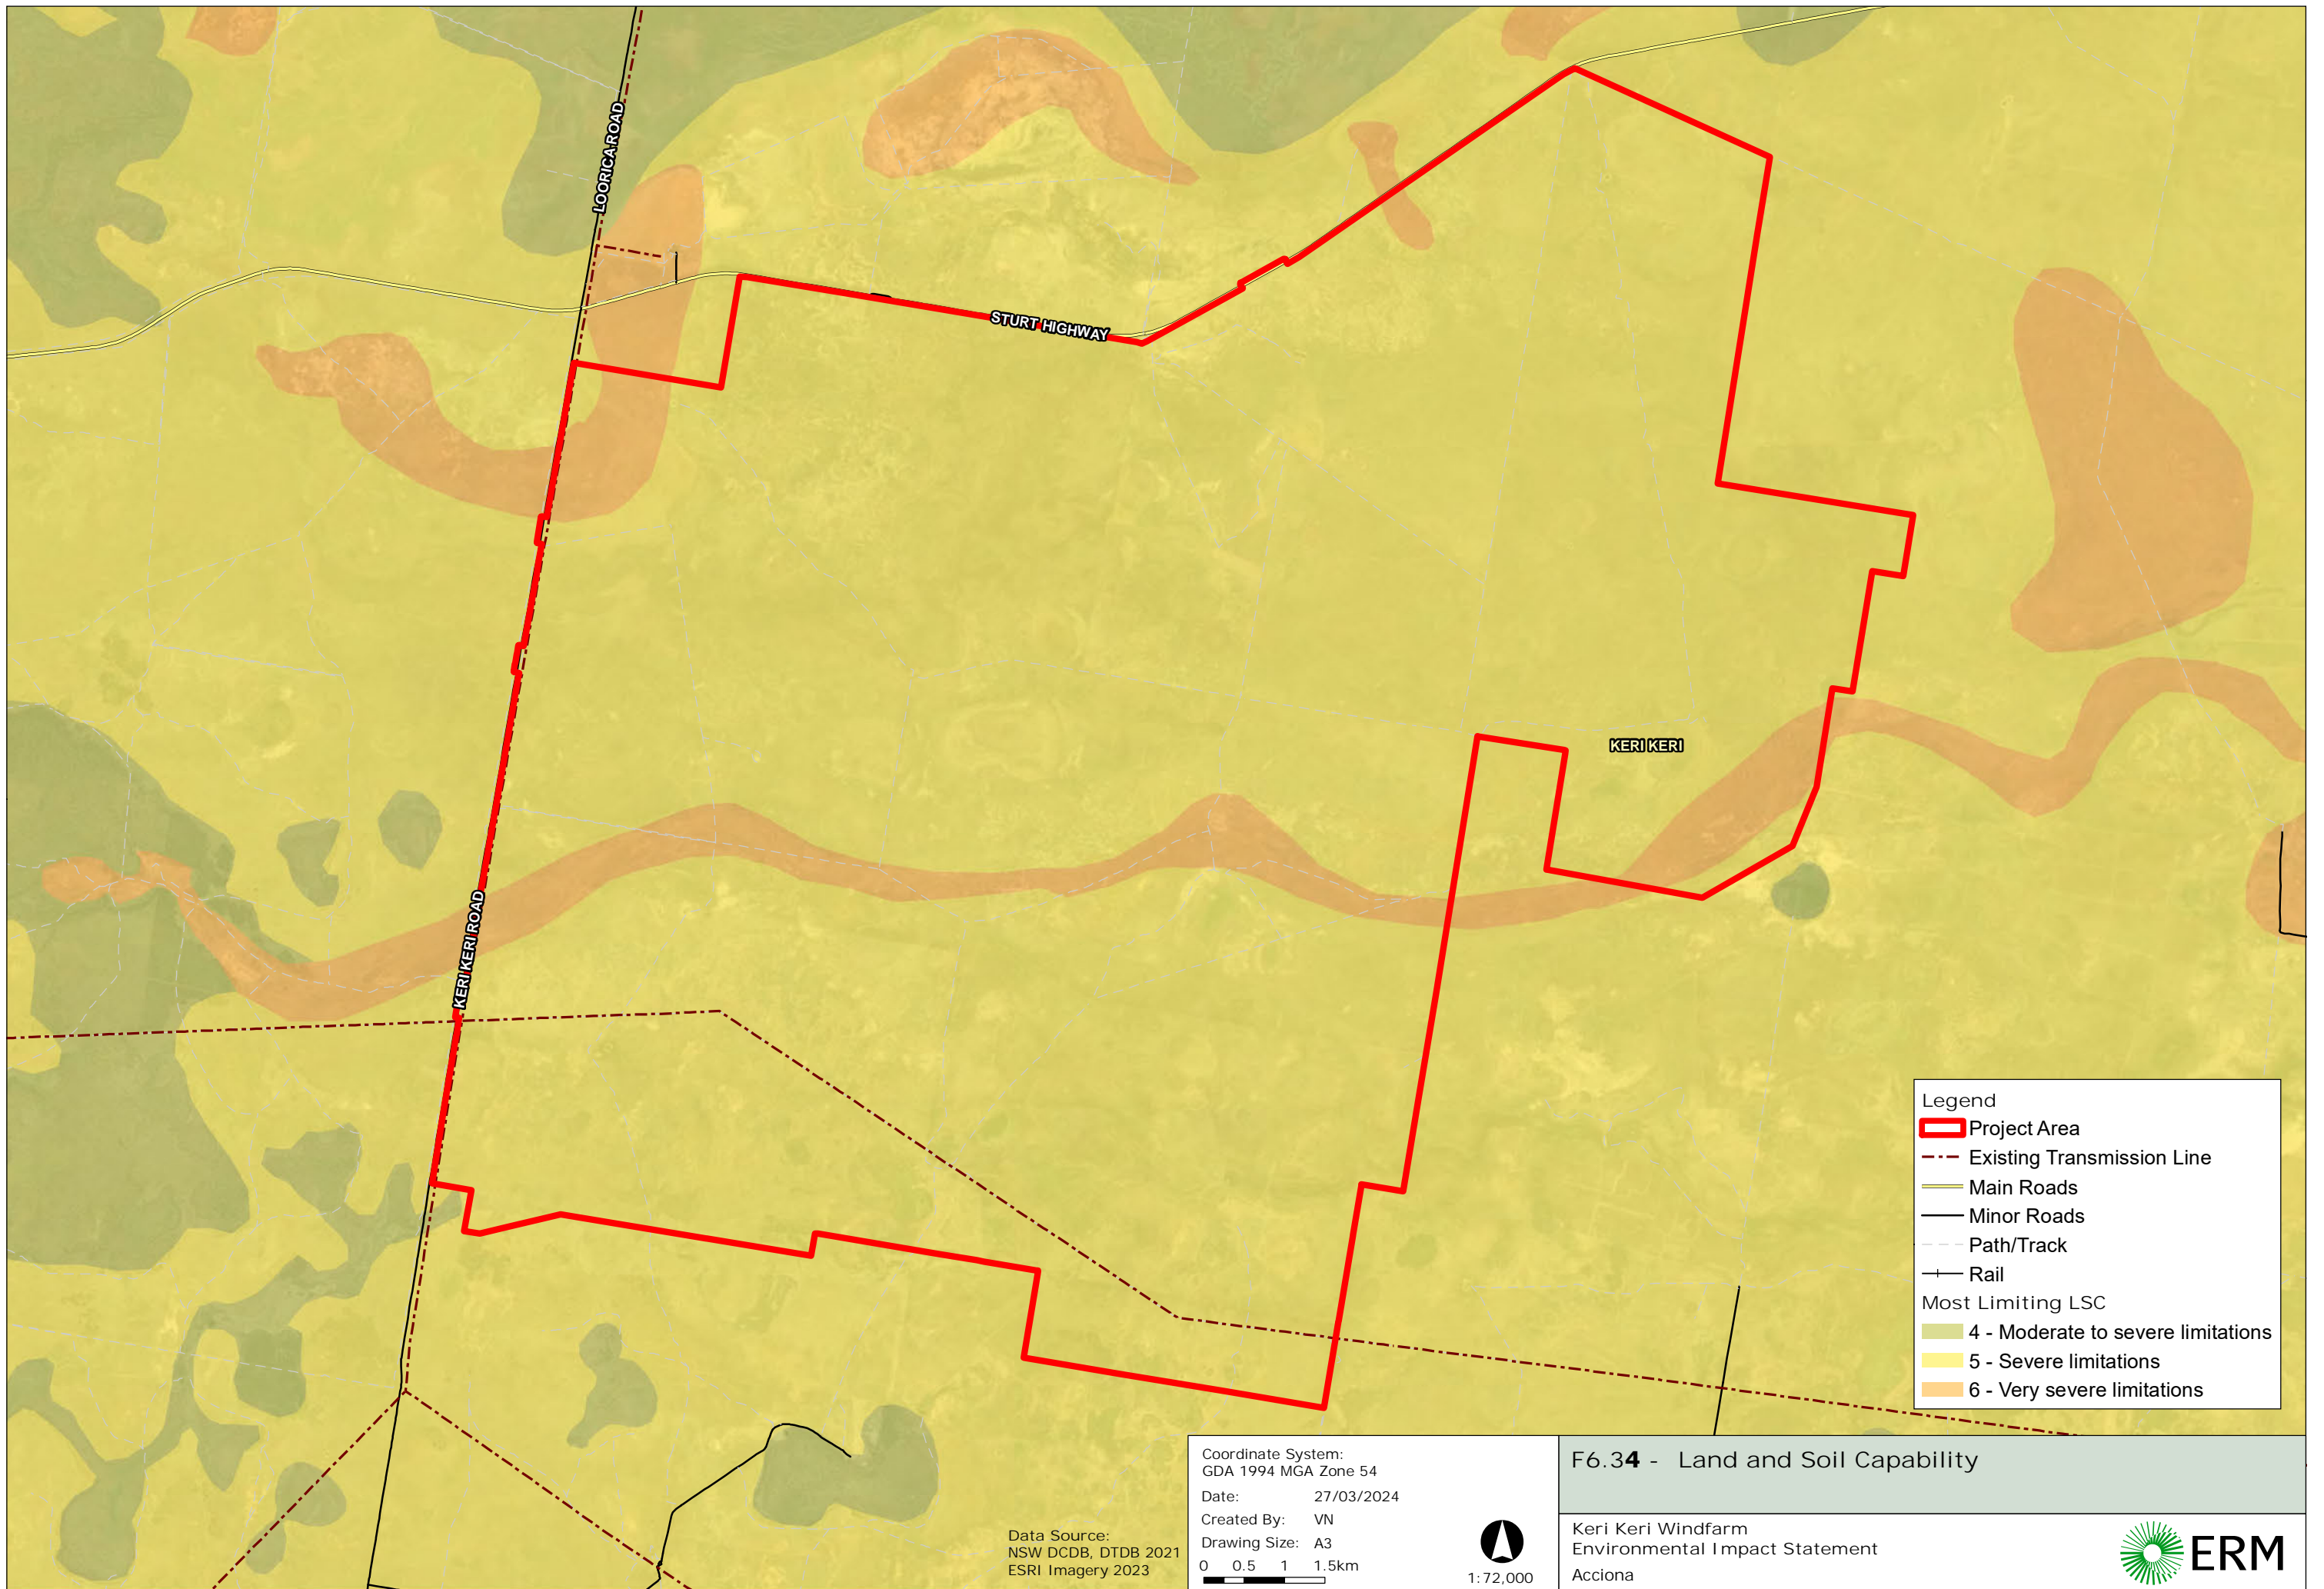 LOORICA ROAD
STURT HIGHWAY
KERI KERI
KERI KERI ROAD
Legend
Project Area
Existing Transmission Line
Main Roads
Minor Roads
Path/Track
Rail
Most Limiting LSC
4 - Moderate to severe limitations
5 - Severe limitations
6 - Very severe limitations
Data Source:
NSW DCDB, DTDB 2021
ESRI Imagery 2023
Coordinate System:
GDA 1994 MGA Zone 54
Date: 27/03/2024
Created By: VN
Drawing Size: A3
0 0.5 1 1.5km
1:72,000
F6.34 - Land and Soil Capability
Keri Keri Windfarm
Environmental Impact Statement
Acciona
ERM